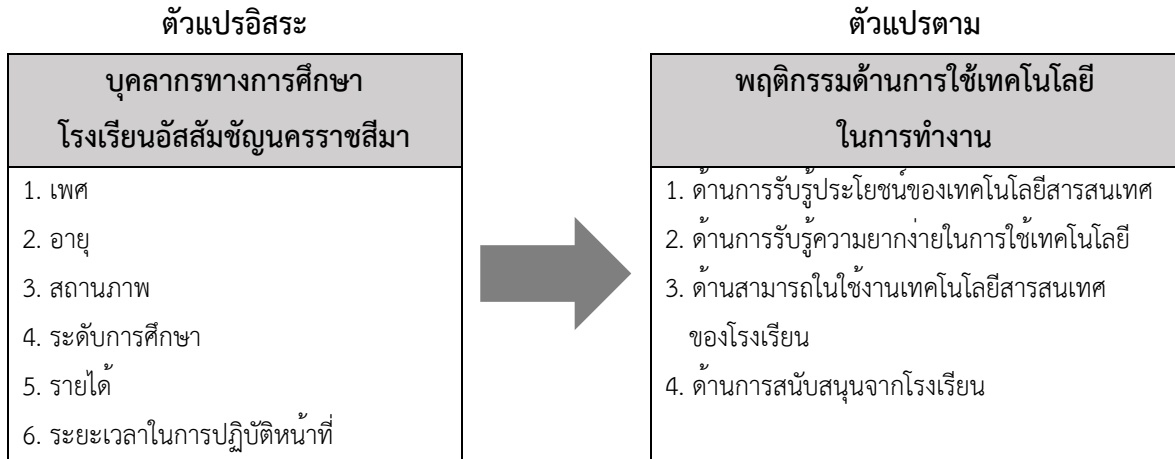 ตัวแปรอิสระ
บุคลากรทางการศึกษา
โรงเรียนอัสสัมชัญนครราชสีมา
1. เพศ
2. อายุ
3. สถานภาพ
4. ระดับการศึกษา
5. รายได้
6. ระยะเวลาในการปฏิบัติหน้าที่
ตัวแปรตาม
พฤติกรรมด้านการใช้เทคโนโลยี
ในการทำงาน
1. ด้านการรับรู้ประโยชน์ของเทคโนโลยีสารสนเทศ
2. ด้านการรับรู้ความยากง่ายในการใช้เทคโนโลยี
3. ด้านสามารถในใช้งานเทคโนโลยีสารสนเทศ
ของโรงเรียน
4. ด้านการสนับสนุนจากโรงเรียน